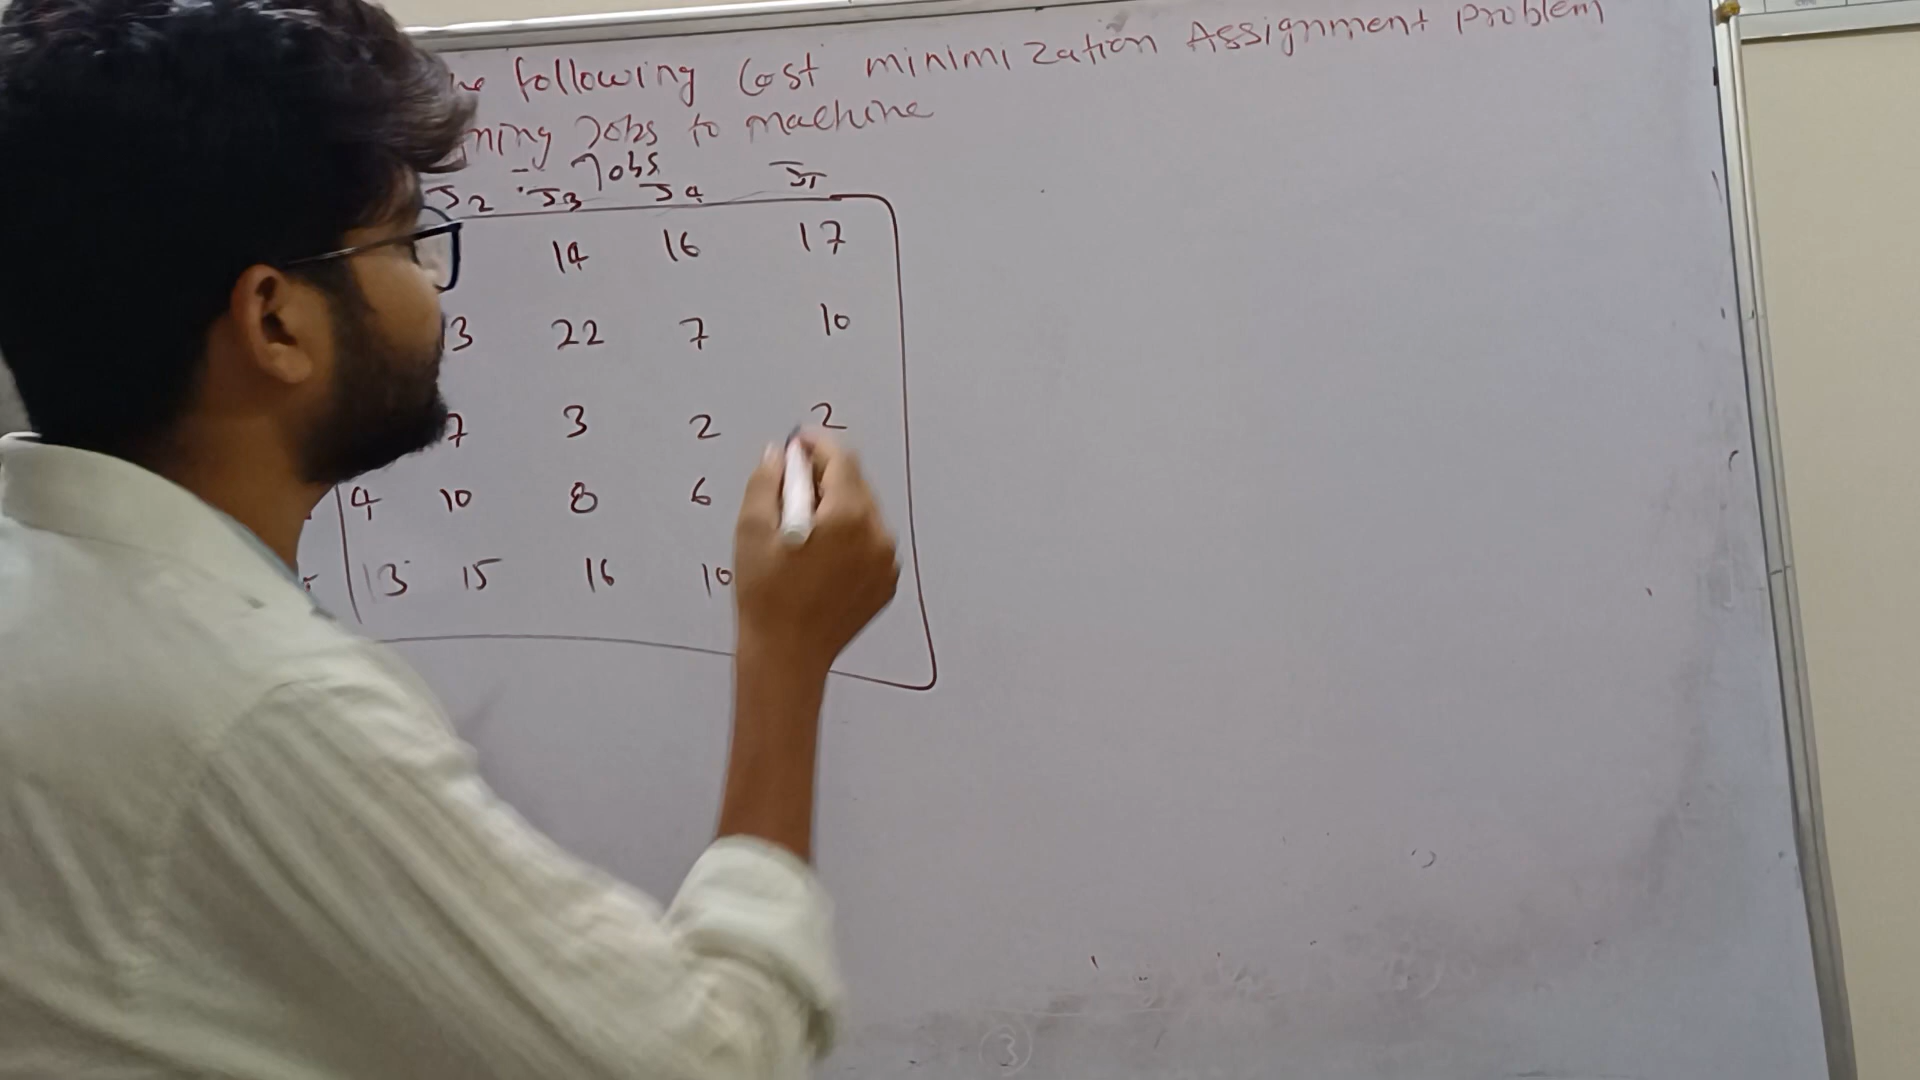 following Cost minimization Assignment Problem
ning Jobs to machine
Jobs
J2 J3 J4 J5
14 16 17
13 22 7 10
7 3 2 2
4 10 8 6
13 15 16 10
3